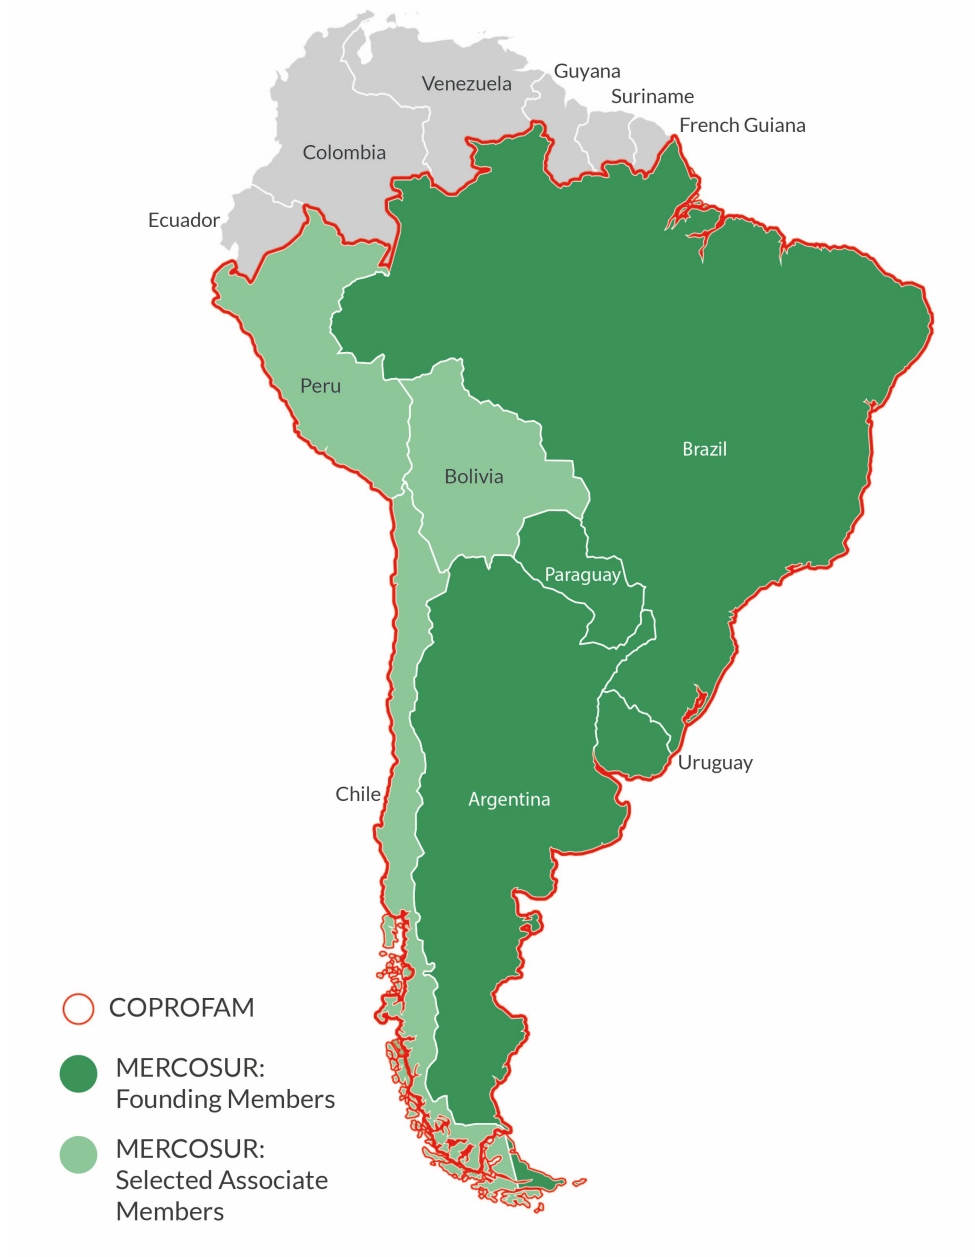 Guyana
Venezuela
Suriname
French Guiana
Colombia
Ecuador
Peru
Brazil
Bolivia
Paraguay
Uruguay
Chile
Argentina
COPROFAM
MERCOSUR:
Founding Members
MERCOSUR:
Selected Associate
Members